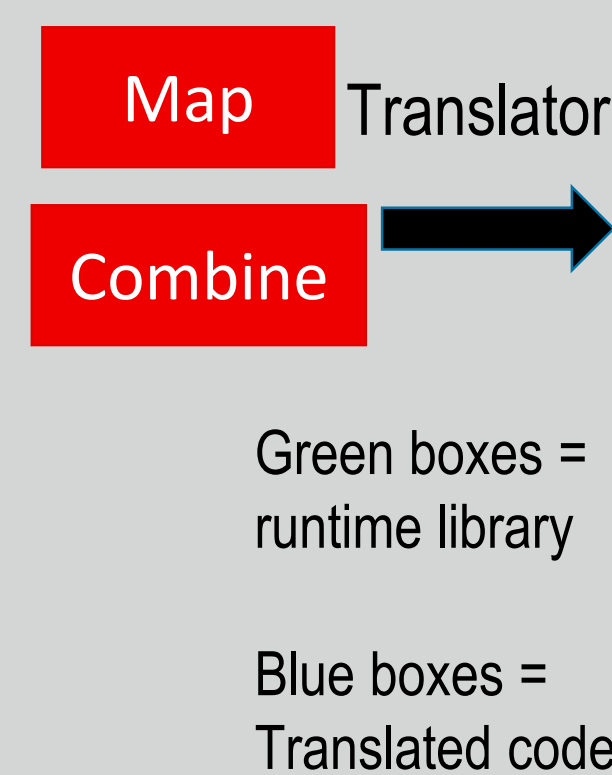 Map
Translator
Combine
Green boxes =
runtime library
Blue boxes =
Translated code